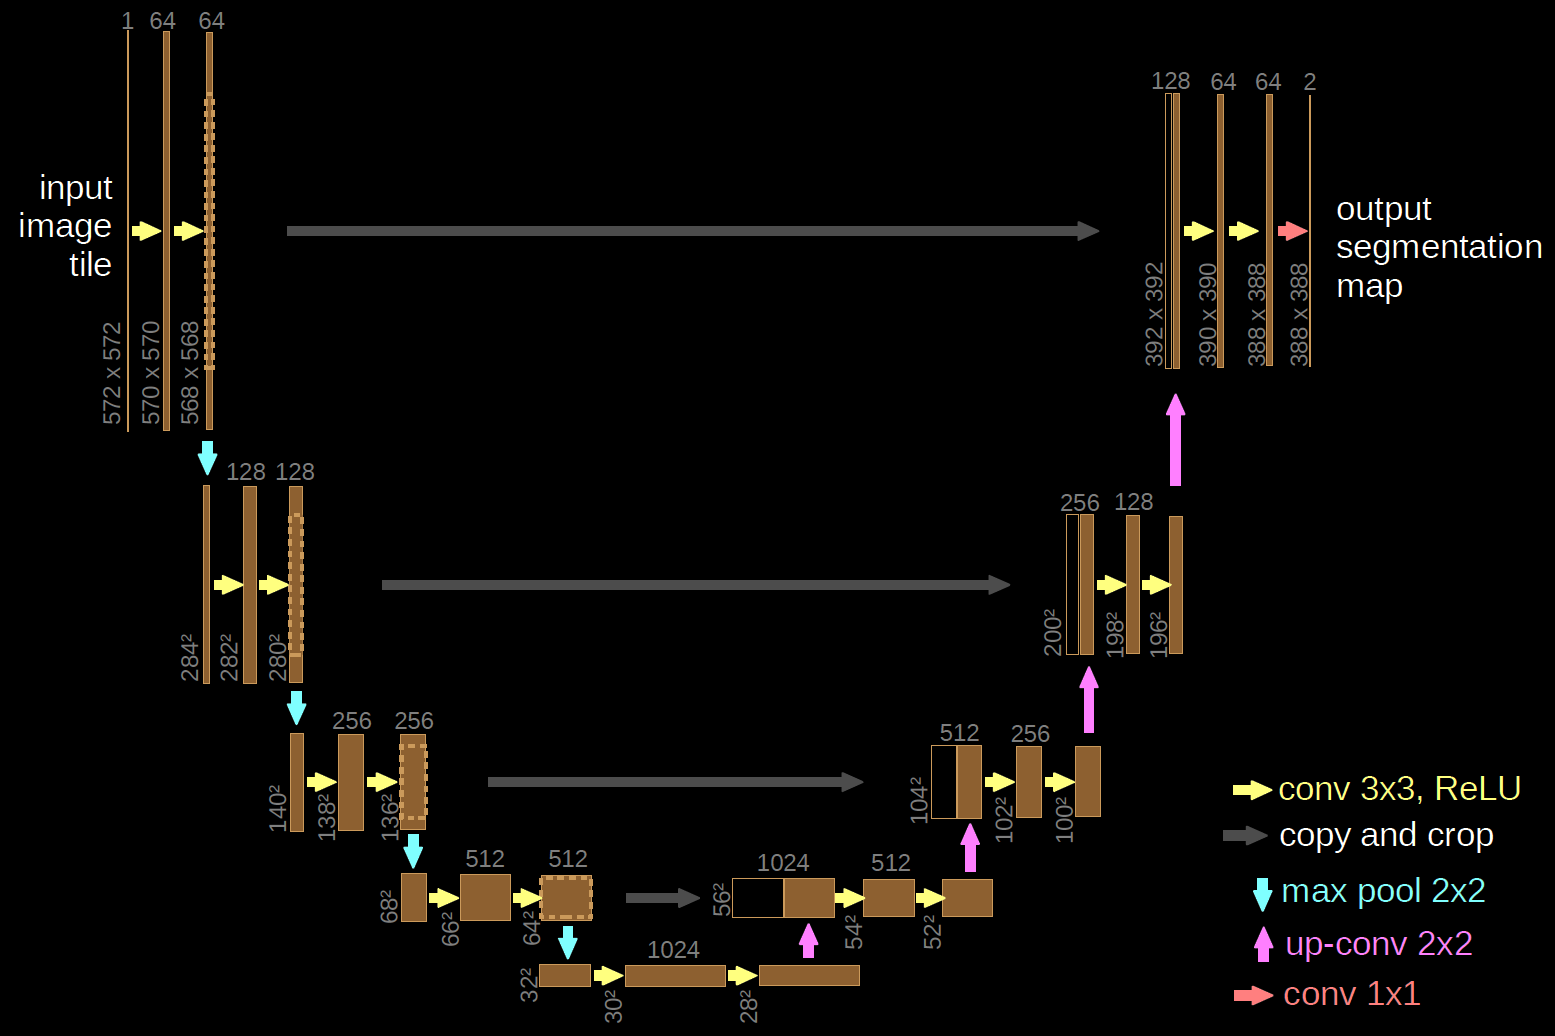 1 64 64
input
image
tile
572 x 572
570 x 570
568 x 568
128 64 64 2
output
segmentation
map
392 x 392
390 x 390
388 x 388
388 x 388
128 128
284²
282²
280²
256 128
200²
198²
196²
256 256
140²
138²
136²
512 256
104²
102²
100²
512 512
68²
66²
64²
1024 512
56²
54²
52²
1024
32²
30²
28²
conv 3x3, ReLU
copy and crop
max pool 2x2
up-conv 2x2
conv 1x1